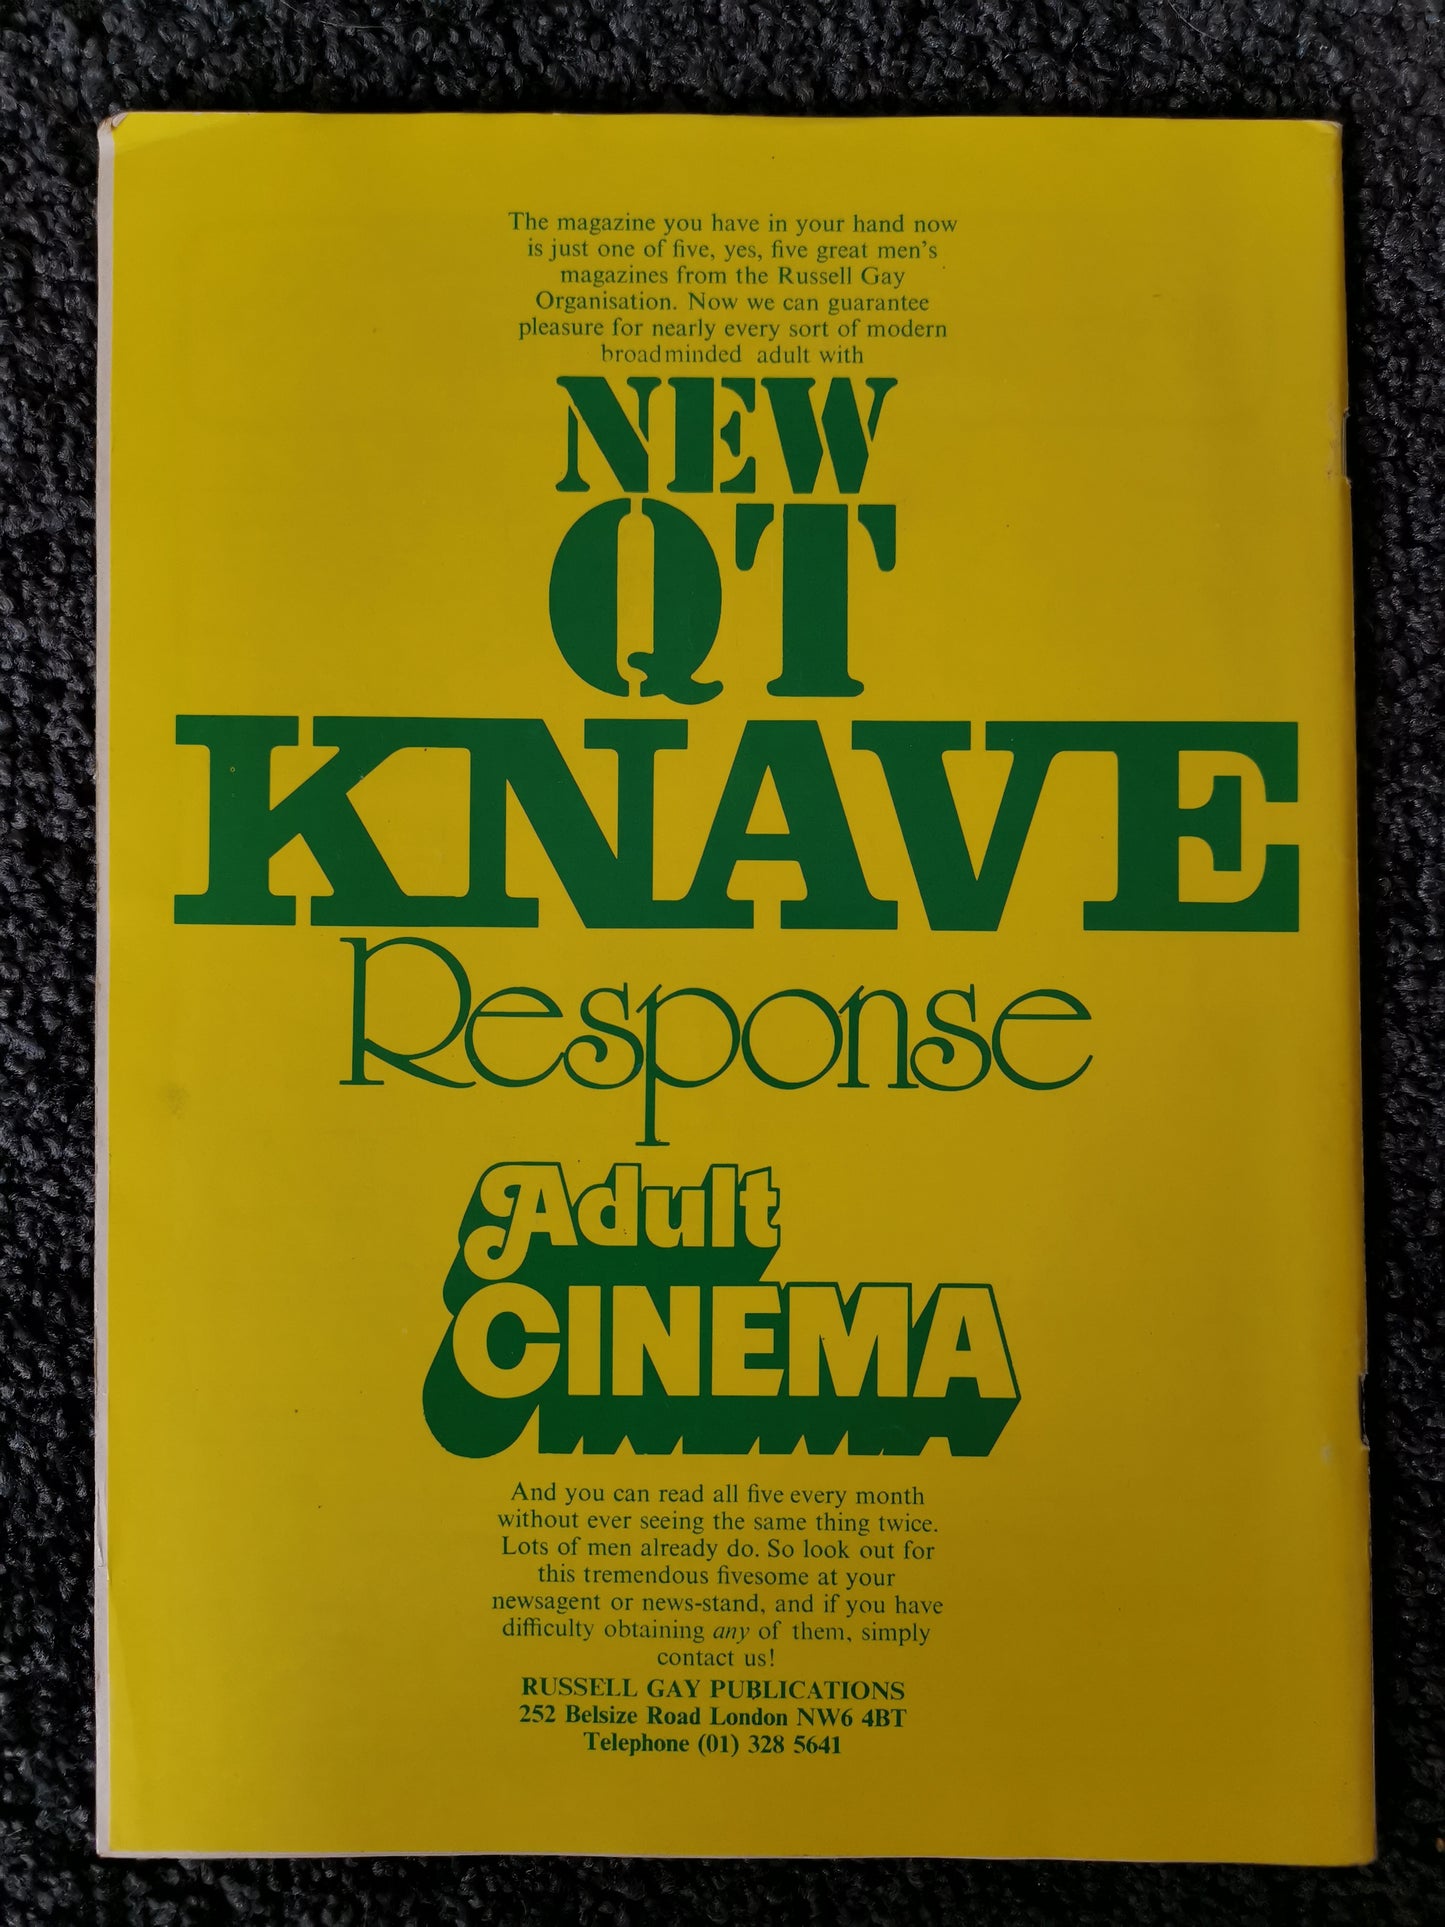 The magazine you have in your hand now
is just one of five, yes, five great men's
magazines from the Russell Gay
Organisation. Now we can guarantee
pleasure for nearly every sort of modern
broadminded adult with
NEW
QT
KNAVE
Response
Adult
CINEMA
And you can read all five every month
without ever seeing the same thing twice.
Lots of men already do. So look out for
this tremendous fivesome at your
newsagent or news-stand, and if you have
difficulty obtaining any of them, simply
contact us!
RUSSELL GAY PUBLICATIONS
252 Belsize Road London NW6 4BT
Telephone (01) 328 5641